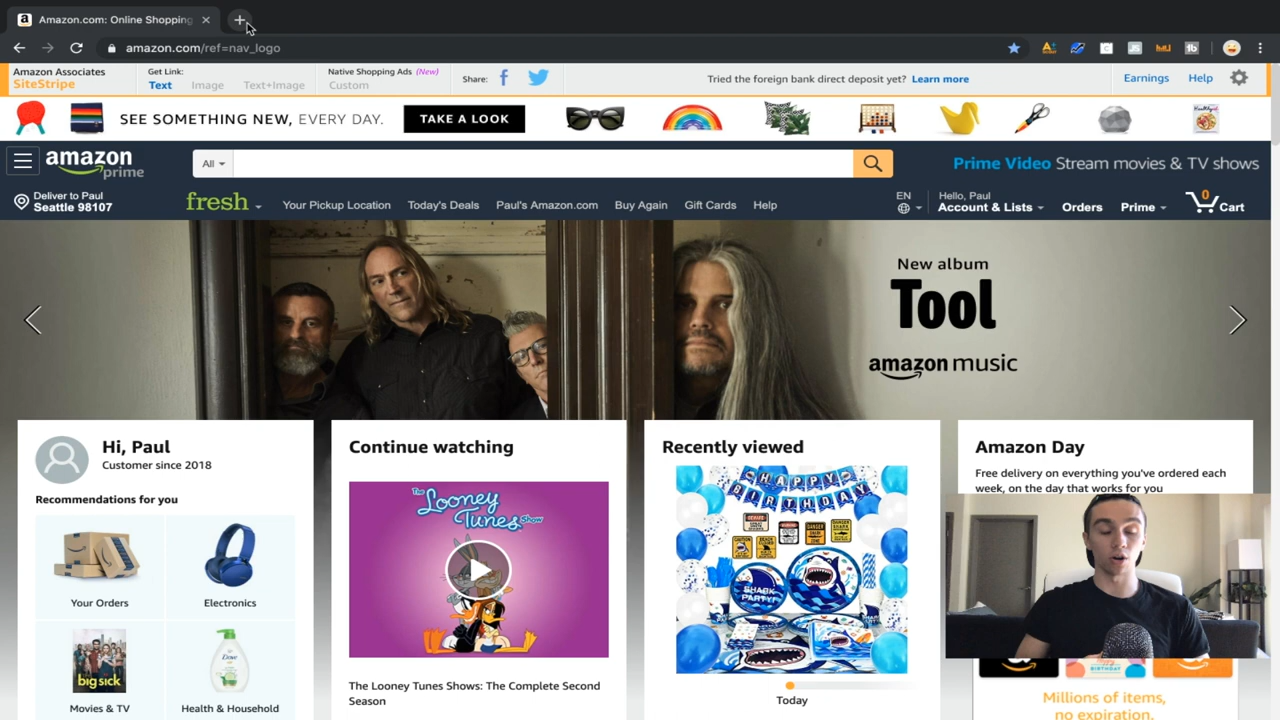 Amazon.com: Online Shopping
amazon.com/ref=nav_logo
Amazon Associates
SiteStripe
Get Link:
Text Image Text+Image
Native Shopping Ads (New)
Custom
Share:
Tried the foreign bank direct deposit yet? Learn more
Earnings Help
SEE SOMETHING NEW, EVERY DAY.
TAKE A LOOK
amazon
prime
All
Prime Video Stream movies & TV shows
Deliver to Paul
Seattle 98107
fresh
Your Pickup Location Today's Deals Paul's Amazon.com Buy Again Gift Cards Help
EN
Hello, Paul
Account & Lists
Orders
Prime
0
Cart
New album
Tool
amazon music
Hi, Paul
Customer since 2018
Recommendations for you
Your Orders
Electronics
big sick
Dove
Movies & TV
Health & Household
Continue watching
The Looney Tunes Show
The Looney Tunes Shows: The Complete Second
Season
Recently viewed
HAPPY
BIRTHDAY
SHARK
PARTY!
Today
Amazon Day
Free delivery on everything you've ordered each
week, on the day that works for you
Millions of items,
no expiration.